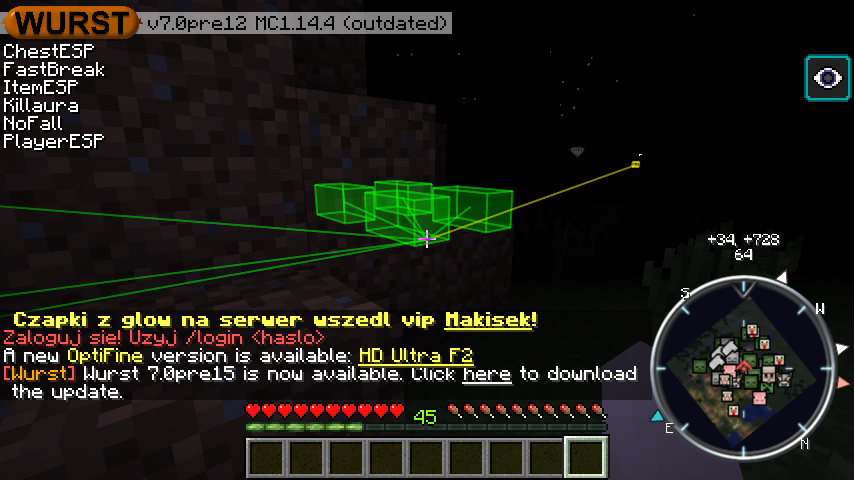 WURST v7.0pre12 MC1.14.4 (outdated)
ChestESP
FastBreak
ItemESP
Killaura
NoFall
PlayerESP
+34, +728
64
S
W
Czapki z glow na serwer wszedl vip Makisek!
Zaloguj sie! Uzyj /login <haslo>
A new OptiFine version is available: HD Ultra F2
[Wurst] Wurst 7.0pre15 is now available. Click here to download
the update.
45
E
N